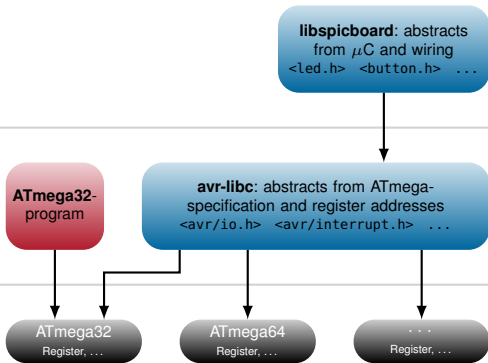 libspicboard: abstracts
from μC and wiring
<led.h> <button.h> ...
ATmega32-
program
avr-libc: abstracts from ATmega-
specification and register addresses
<avr/io.h> <avr/interrupt.h> ...
ATmega32
Register, ...
ATmega64
Register, ...
...
Register, ...